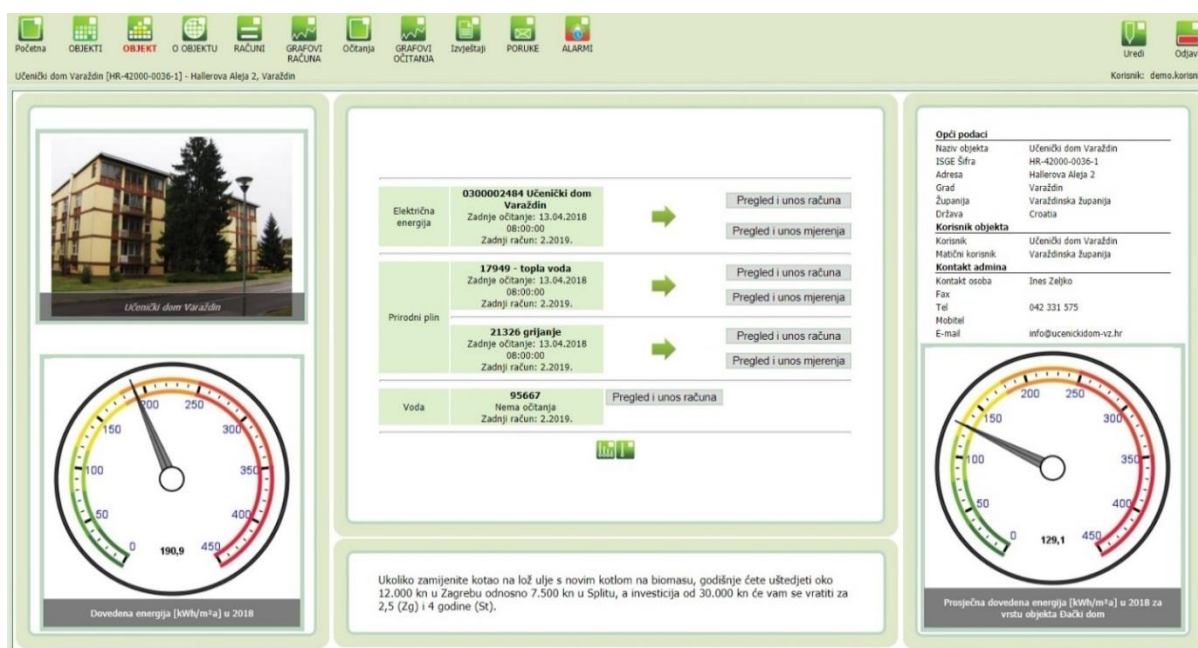 Početna
OBJEKTI
OBJEKT
O OBJEKTU
RAČUNI
GRAFOVI
RAČUNA
Očitanja
GRAFOVI
OČITANJA
Izvještaji
PORUKE
ALARMI
Uredi
Odjav
Učenički dom Varaždin [HR-42000-0036-1] - Hallerova Aleja 2, Varaždin
Korisnik: demo.korisn
Učenički dom Varaždin
0
50
100
150
200
250
300
350
400
450
190,9
Dovedena energija [kWh/m²a] u 2018
Električna
energija
0300002484 Učenički dom
Varaždin
Zadnje očitanje: 13.04.2018
08:00:00
Zadnji račun: 2.2019.
Pregled i unos računa
Pregled i unos mjerenja
Prirodni plin
17949 - topla voda
Zadnje očitanje: 13.04.2018
08:00:00
Zadnji račun: 2.2019.
Pregled i unos računa
Pregled i unos mjerenja
21326 grijanje
Zadnje očitanje: 13.04.2018
08:00:00
Zadnji račun: 2.2019.
Pregled i unos računa
Pregled i unos mjerenja
Voda
95667
Nema očitanja
Zadnji račun: 2.2019.
Pregled i unos računa
Ukoliko zamijenite kotao na lož ulje s novim kotlom na biomasu, godišnje ćete uštedjeti oko
12.000 kn u Zagrebu odnosno 7.500 kn u Splitu, a investicija od 30.000 kn će vam se vratiti za
2,5 (Zg) i 4 godine (St).
Opći podaci
Naziv objekta Učenički dom Varaždin
ISGE Šifra HR-42000-0036-1
Adresa Hallerova Aleja 2
Grad Varaždin
Županija Varaždinska županija
Država Croatia
Korisnik objekta
Korisnik Učenički dom Varaždin
Matični korisnik Varaždinska županija
Kontakt admina
Kontakt osoba Ines Zeljko
Fax
Tel 042 331 575
Mobitel
E-mail info@ucenickidom-vz.hr
0
50
100
150
200
250
300
350
400
450
129,1
Prosječna dovedena energija [kWh/m²a] u 2018 za
vrstu objekta Đački dom